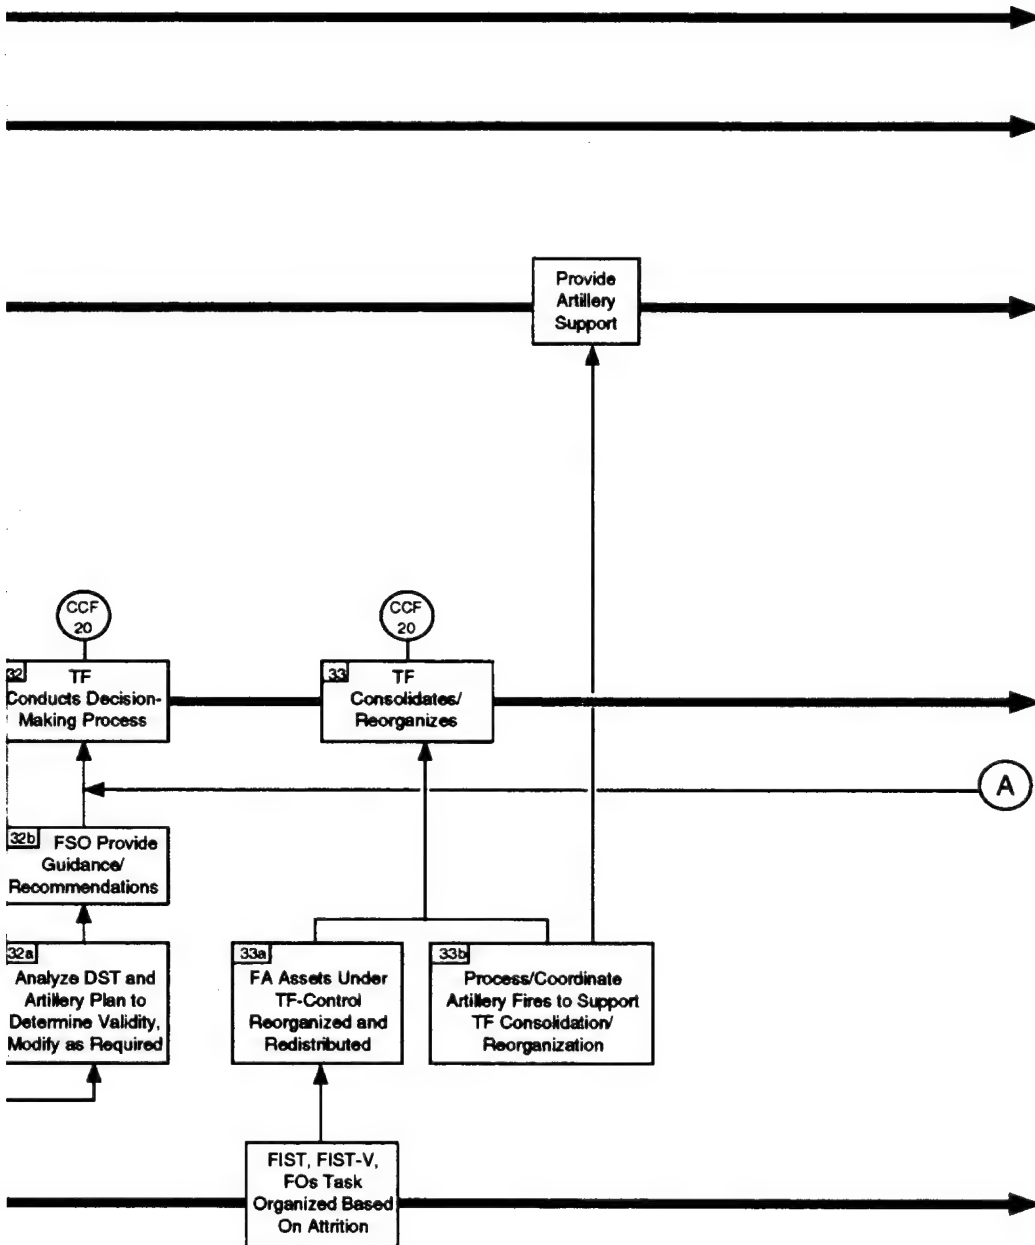 Provide
Artillery
Support
CCF
20
CCF
20
32
TF
Conducts Decision-
Making Process
33
TF
Consolidates/
Reorganizes
A
32b
FSO Provide
Guidance/
Recommendations
32a
Analyze DST and
Artillery Plan to
Determine Validity,
Modify as Required
33a
FA Assets Under
TF-Control
Reorganized and
Redistributed
33b
Process/Coordinate
Artillery Fires to Support
TF Consolidation/
Reorganization
FIST, FIST-V,
FOs Task
Organized Based
On Attrition